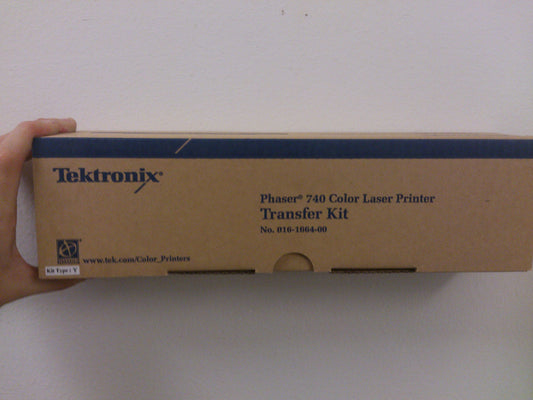 Tektronix®
Phaser® 740 Color Laser Printer
Transfer Kit
No. 016-1664-00
www.tek.com/Color_Printers
Kit Type : Y